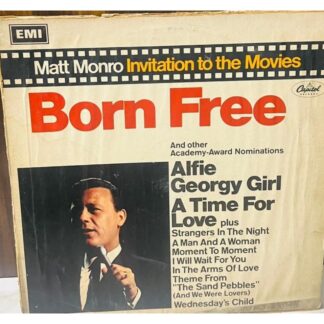 EMI
Matt Monro Invitation to the Movies
Born Free
Capitol
And other
Academy-Award Nominations
Alfie
Georgy Girl
A Time For
Love plus
Strangers In The Night
A Man And A Woman
Moment To Moment
I Will Wait For You
In The Arms Of Love
Theme From
"The Sand Pebbles"
(And We Were Lovers)
Wednesday's Child